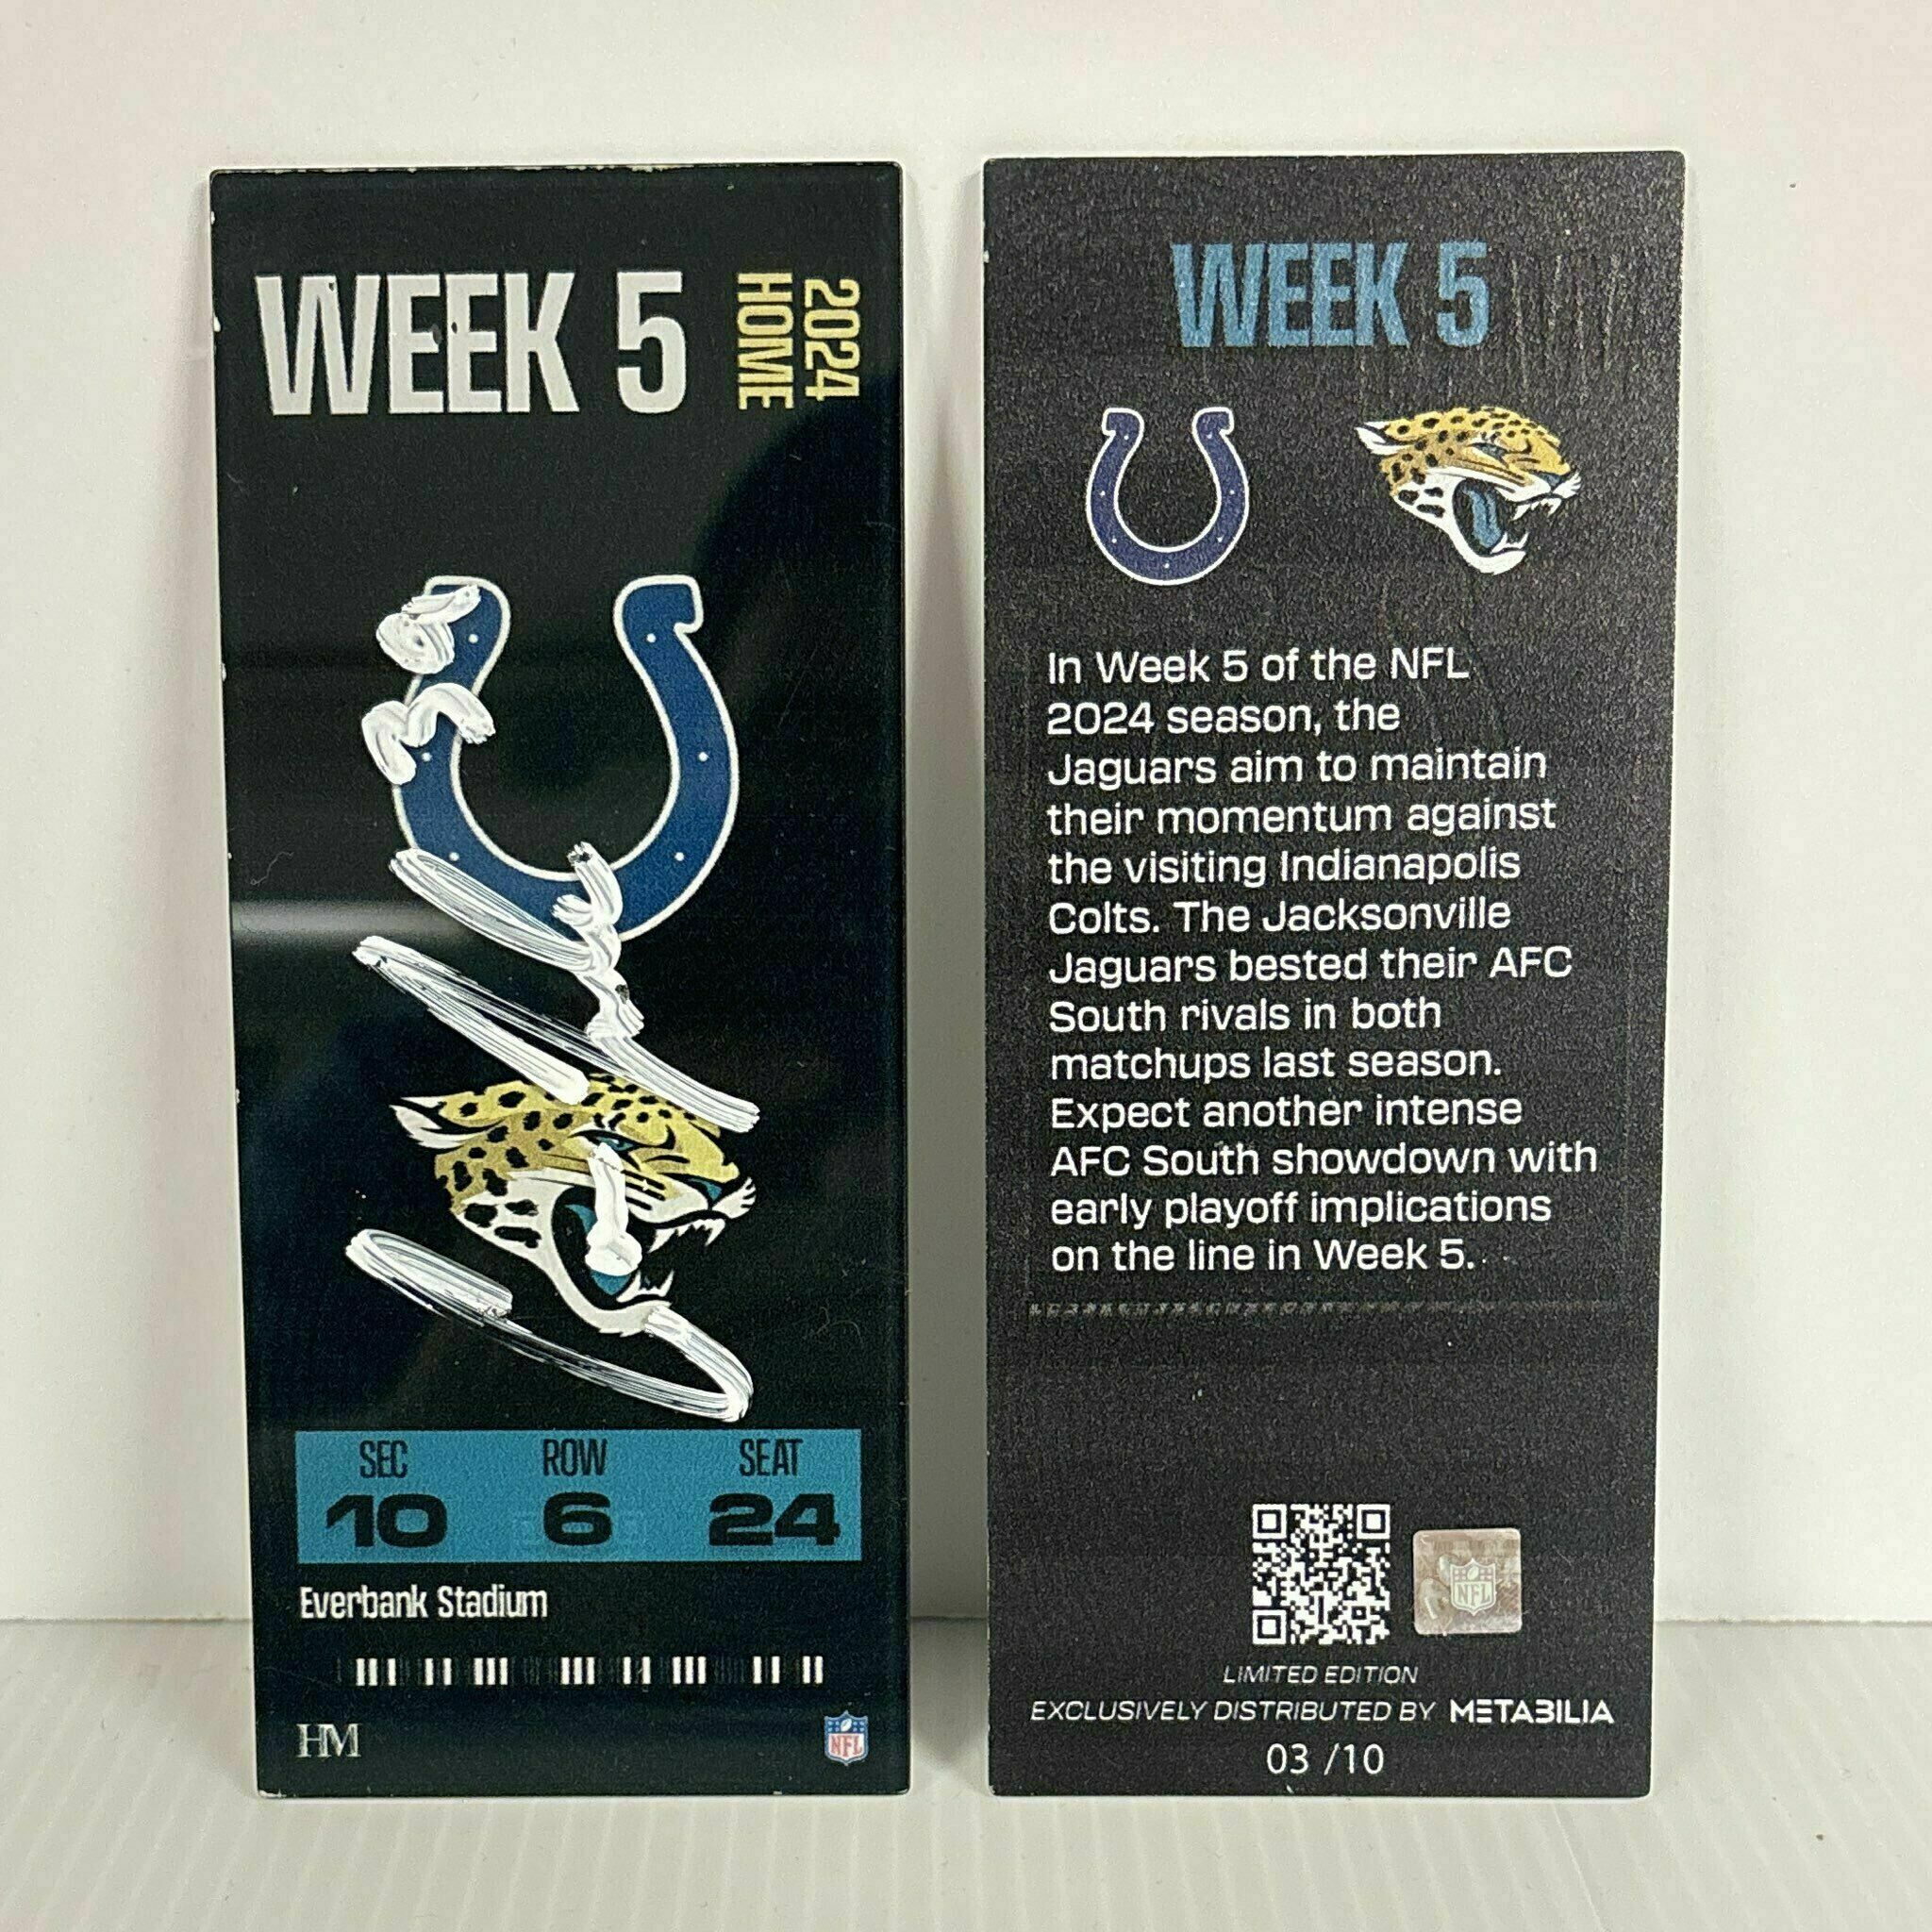 WEEK 5
2024
HOME
SEC ROW SEAT
10 6 24
Everbank Stadium
HM
NFL
WEEK 5
In Week 5 of the NFL
2024 season, the
Jaguars aim to maintain
their momentum against
the visiting Indianapolis
Colts. The Jacksonville
Jaguars bested their AFC
South rivals in both
matchups last season.
Expect another intense
AFC South showdown with
early playoff implications
on the line in Week 5.
NFL
LIMITED EDITION
EXCLUSIVELY DISTRIBUTED BY METABILIA
03 /10